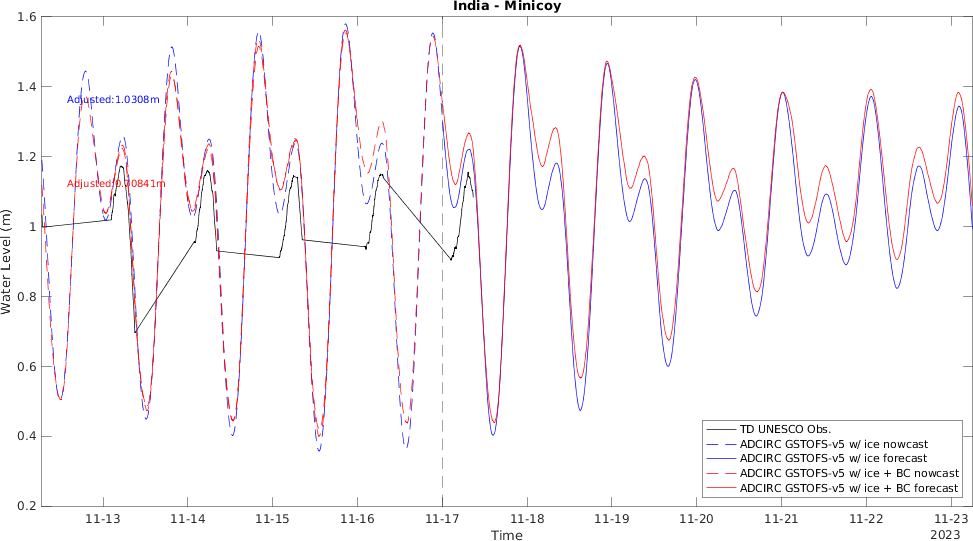 India - Minicoy
1.6
1.4
1.2
1
0.8
0.6
0.4
0.2
Water Level (m)
Adjusted:1.0308m
Adjusted:0.70841m
TD UNESCO Obs.
ADCIRC GSTOFS-v5 w/ ice nowcast
ADCIRC GSTOFS-v5 w/ ice forecast
ADCIRC GSTOFS-v5 w/ ice + BC nowcast
ADCIRC GSTOFS-v5 w/ ice + BC forecast
11-13 11-14 11-15 11-16 11-17 11-18 11-19 11-20 11-21 11-22 11-23
Time
2023